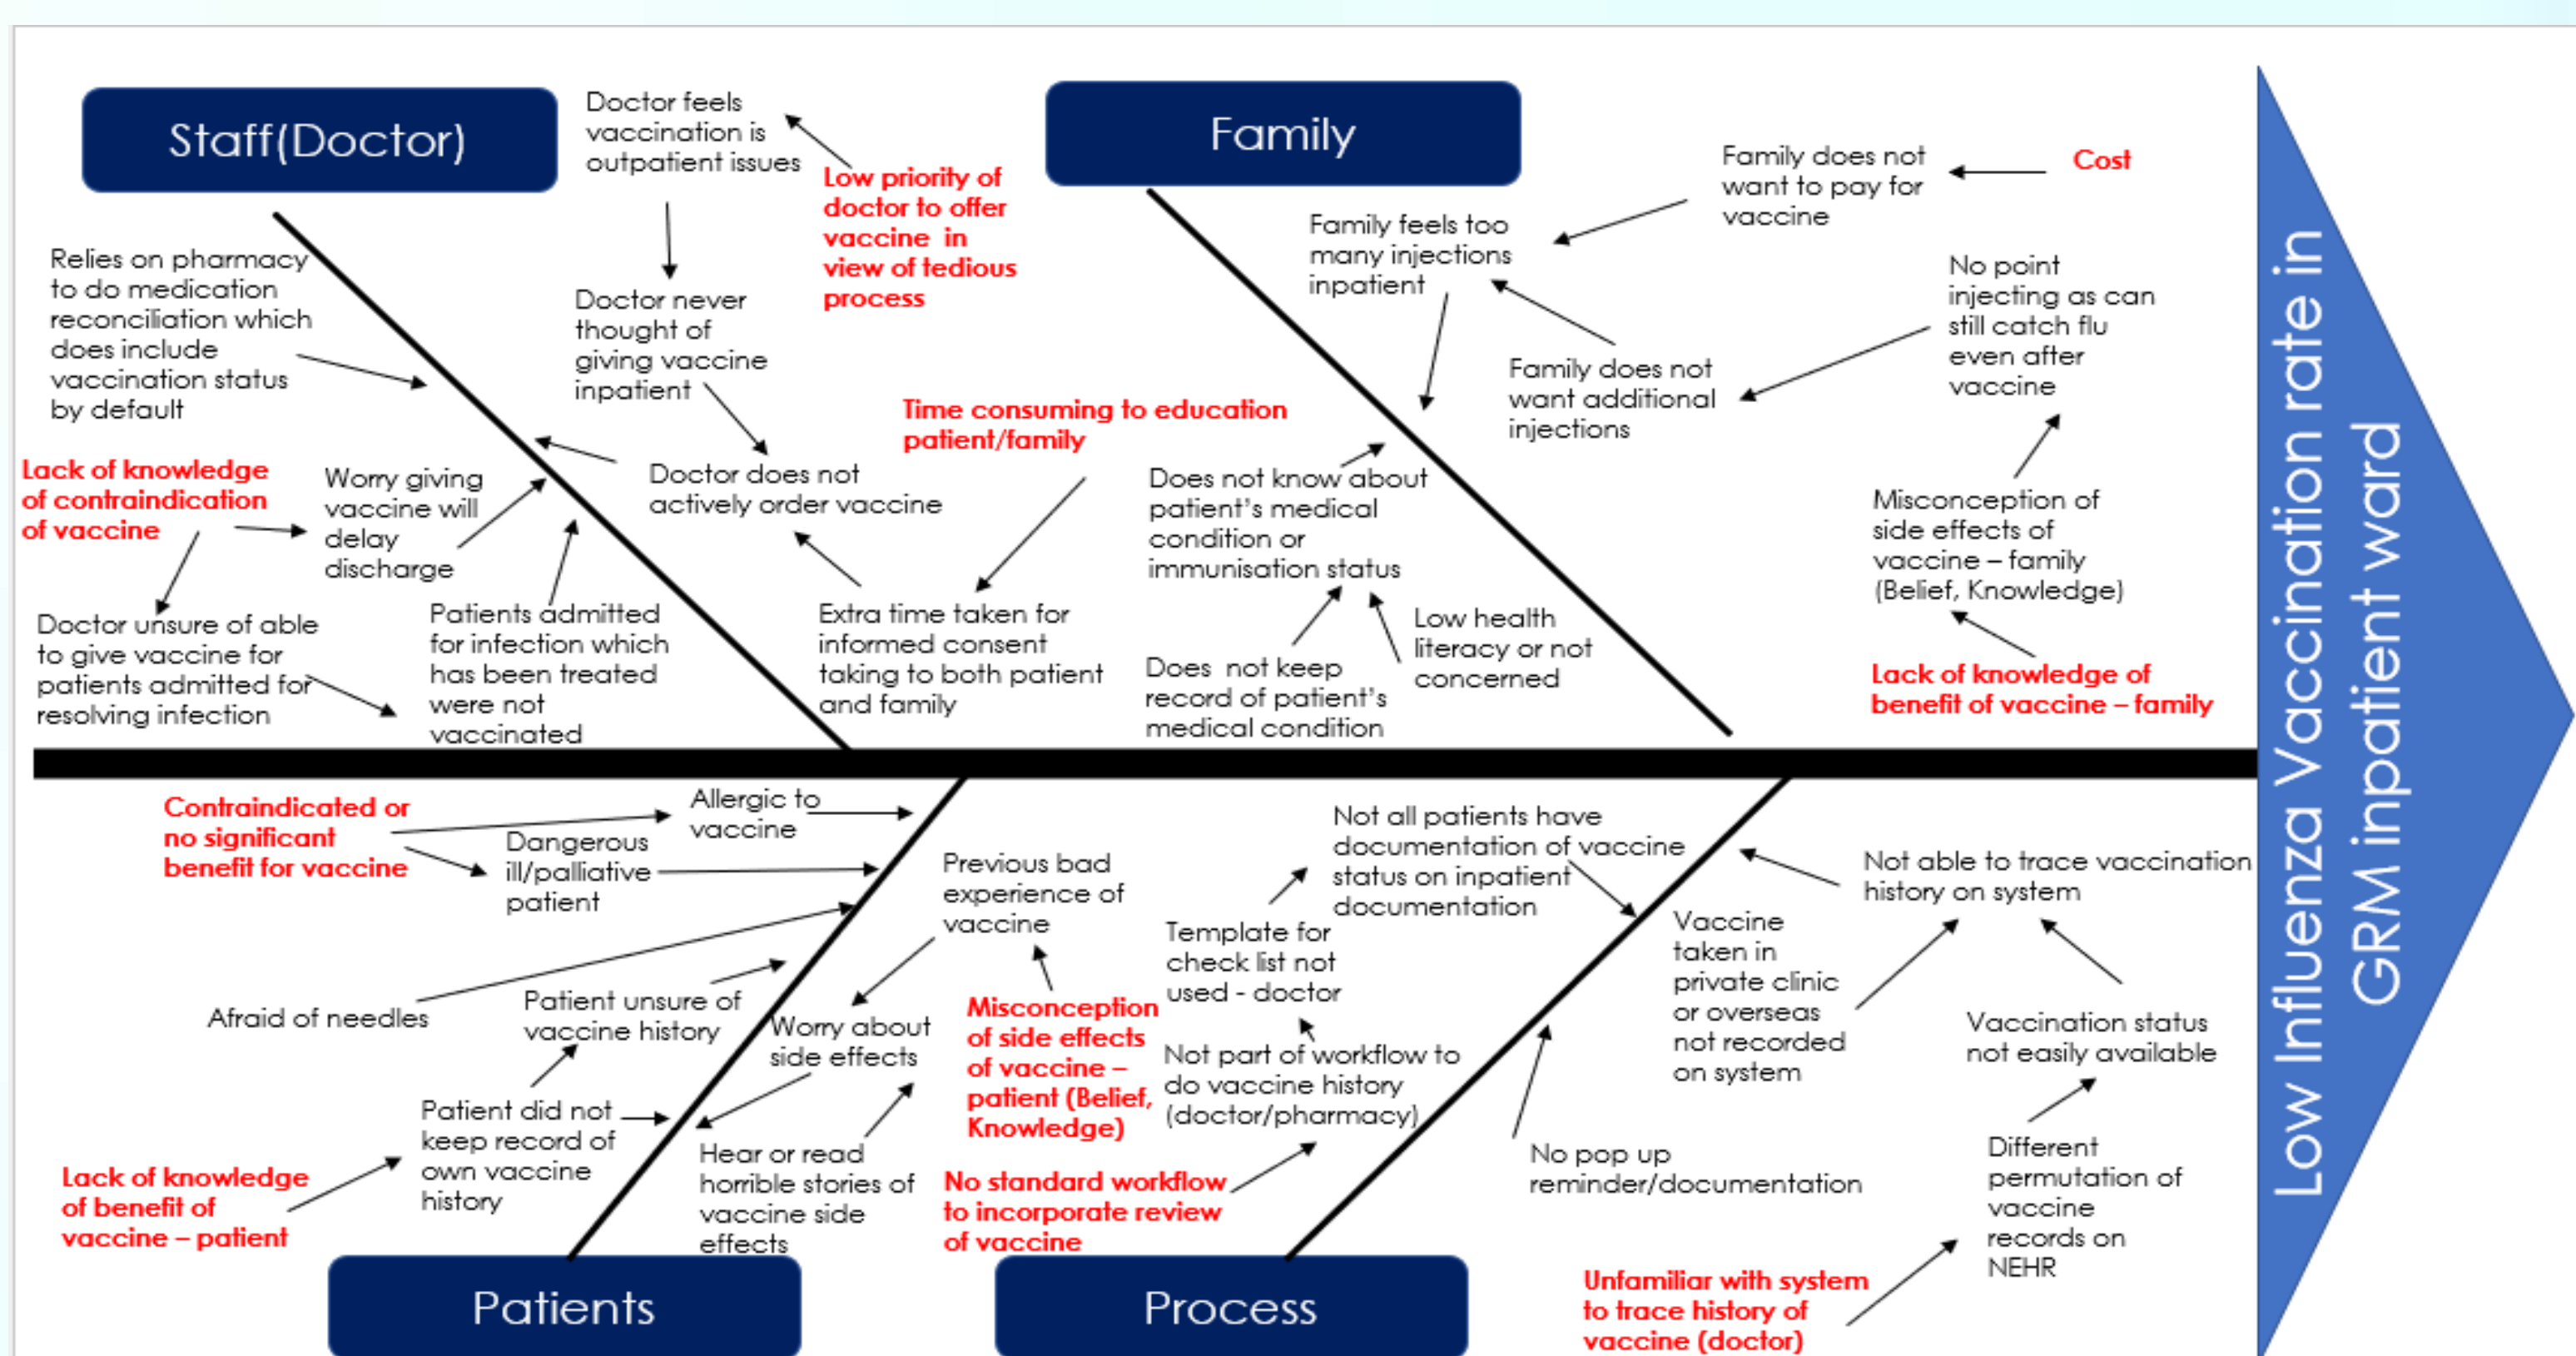 Staff(Doctor)
Doctor feels
vaccination is
outpatient issues
Low priority of
doctor to offer
vaccine in
view of tedious
process
Relies on pharmacy
to do medication
reconciliation which
does include
vaccination status
by default
Doctor never
thought of
giving vaccine
inpatient
Lack of knowledge
of contraindication
of vaccine
Worry giving
vaccine will
delay
discharge
Doctor does not
actively order vaccine
Time consuming to education
patient/family
Doctor unsure of able
to give vaccine for
patients admitted for
resolving infection
Patients admitted
for infection which
has been treated
were not
vaccinated
Extra time taken for
informed consent
taking to both patient
and family
Family
Family feels too
many injections
inpatient
Family does not
want to pay for
vaccine
Cost
Family does not
want additional
injections
No point
injecting as can
still catch flu
even after
vaccine
Does not know about
patient's medical
condition or
immunisation status
Does not keep
record of patient's
medical condition
Low health
literacy or not
concerned
Misconception of
side effects of
vaccine – family
(Belief, Knowledge)
Lack of knowledge of
benefit of vaccine – family
Contraindicated or
no significant
benefit for vaccine
Allergic to
vaccine
Dangerous
ill/palliative
patient
Previous bad
experience of
vaccine
Afraid of needles
Patient unsure of
vaccine history
Worry about
side effects
Misconception
of side effects
of vaccine –
patient (Belief,
Knowledge)
Patient did not
keep record of
own vaccine
history
Lack of knowledge
of benefit of
vaccine – patient
Hear or read
horrible stories of
vaccine side
effects
Patients
Not all patients have
documentation of vaccine
status on inpatient
documentation
Template for
check list not
used - doctor
Not part of workflow to
do vaccine history
(doctor/pharmacy)
No standard workflow
to incorporate review
of vaccine
Not able to trace vaccination
history on system
Vaccine
taken in
private clinic
or overseas
not recorded
on system
Vaccination status
not easily available
No pop up
reminder/documentation
Different
permutation of
vaccine
records on
NEHR
Unfamiliar with system
to trace history of
vaccine (doctor)
Process
Low Influenza Vaccination rate in
GRM inpatient ward